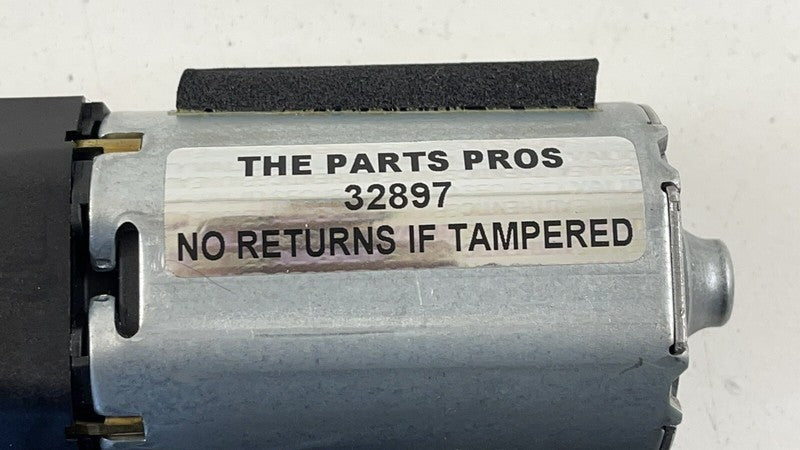 THE PARTS PROS
32897
NO RETURNS IF TAMPERED